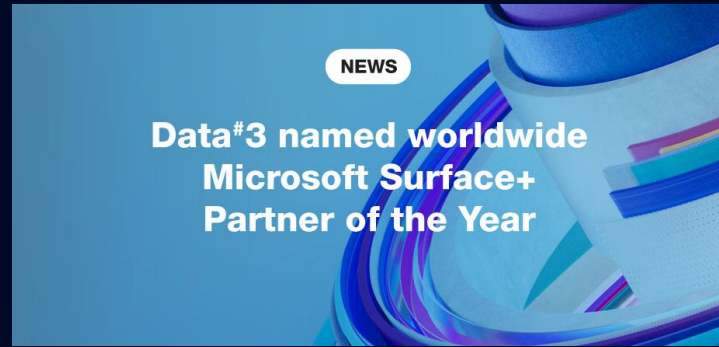 NEWS
Data#3 named worldwide
Microsoft Surface+
Partner of the Year